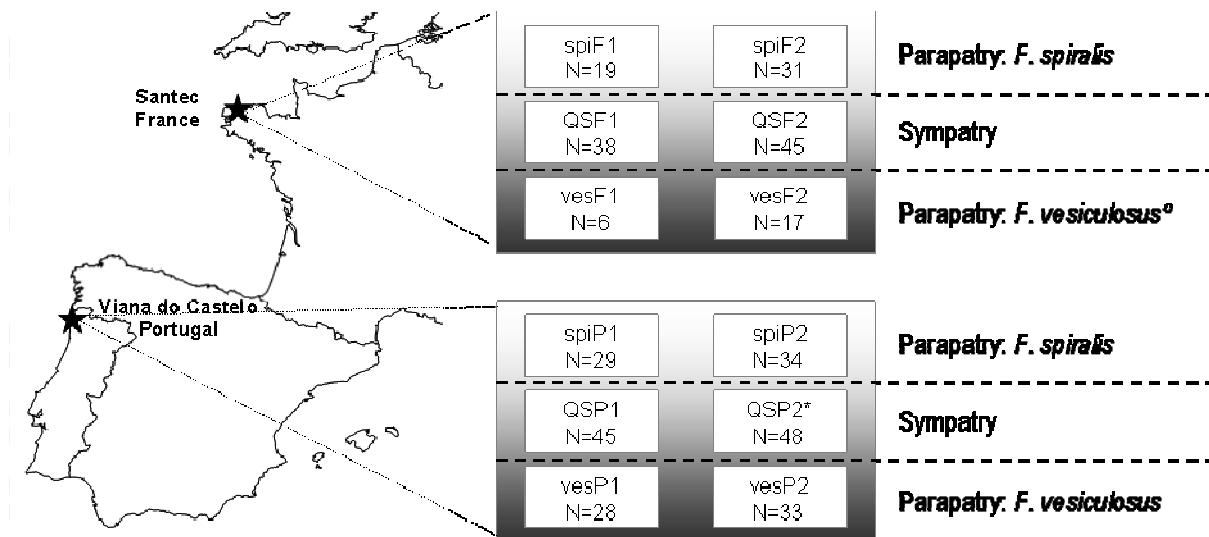 Santec
France
spiF1
N=19
spiF2
N=31
Parapatry: F. spiralis
QSF1
N=38
QSF2
N=45
Sympatry
vesF1
N=6
vesF2
N=17
Parapatry: F. vesiculosusº
Viana do Castelo
Portugal
spiP1
N=29
spiP2
N=34
Parapatry: F. spiralis
QSP1
N=45
QSP2*
N=48
Sympatry
vesP1
N=28
vesP2
N=33
Parapatry: F. vesiculosus